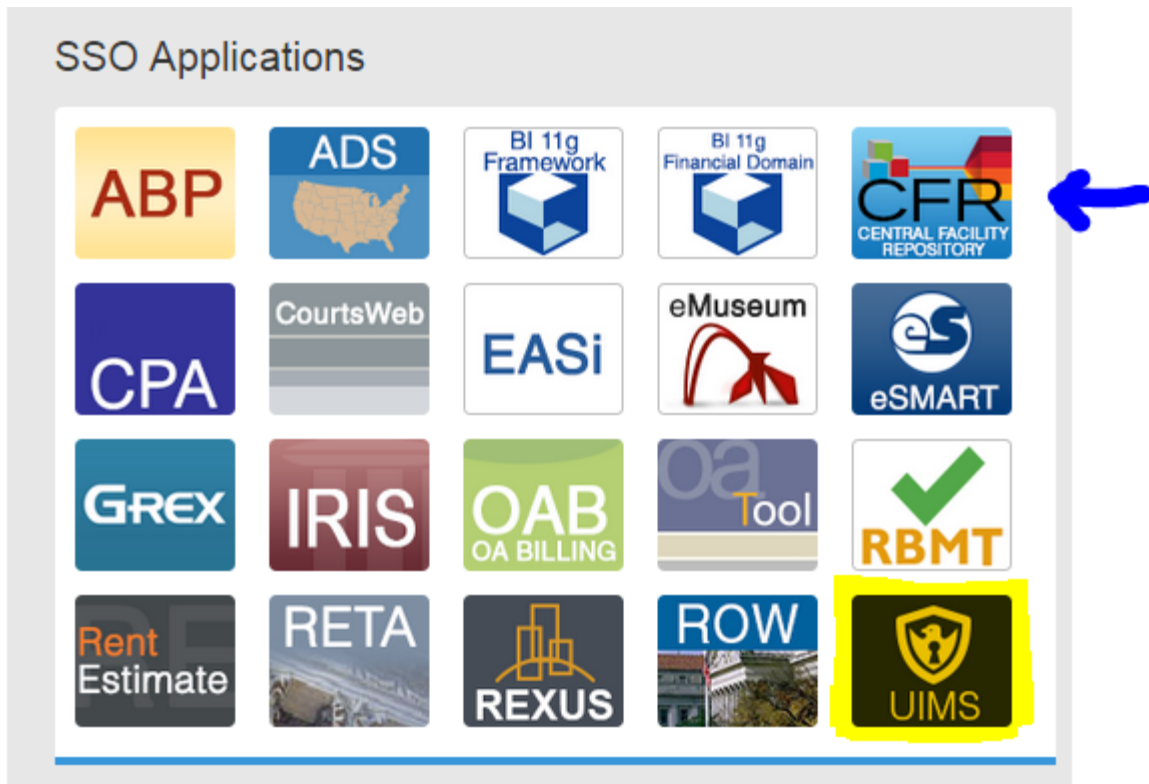 SSO Applications
ABP
ADS
BI 11g
Framework
BI 11g
Financial Domain
CFR
CENTRAL FACILITY
REPOSITORY
CPA
CourtsWeb
EASi
eMuseum
eS
eSMART
GREX
IRIS
OAB
OA BILLING
oa
Tool
RBMT
RE
Rent
Estimate
RETA
REXUS
ROW
UIMS